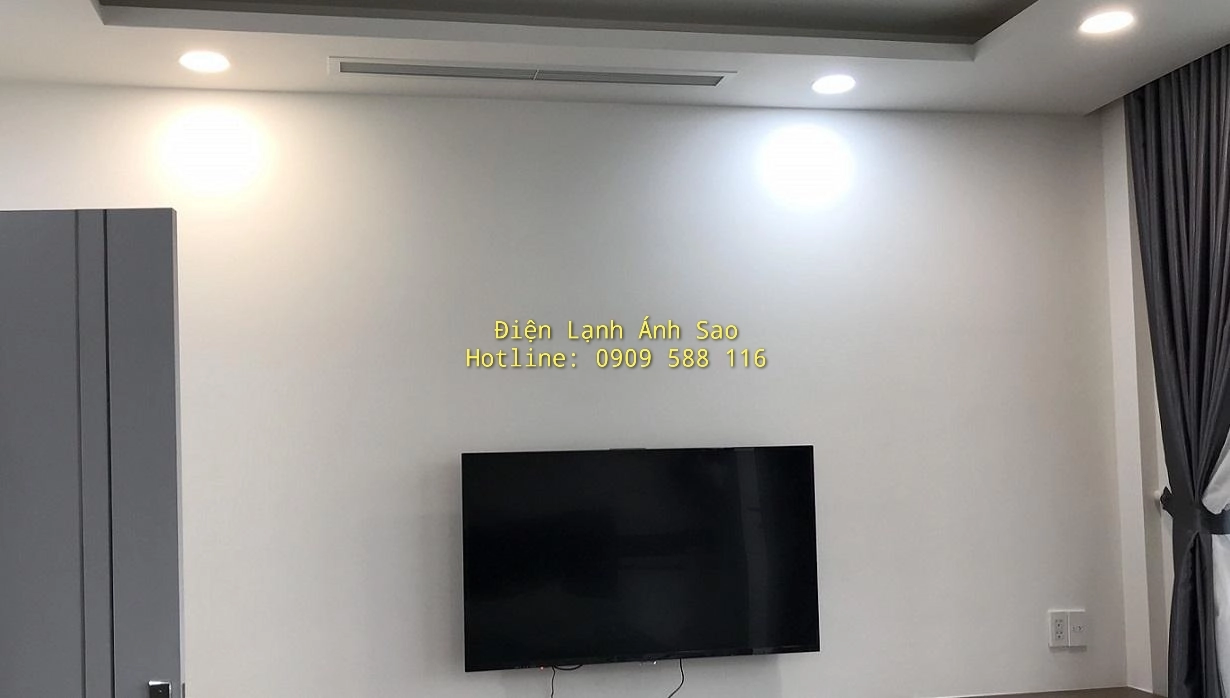 Điện Lạnh Ánh Sao
Hotline: 0909 588 116